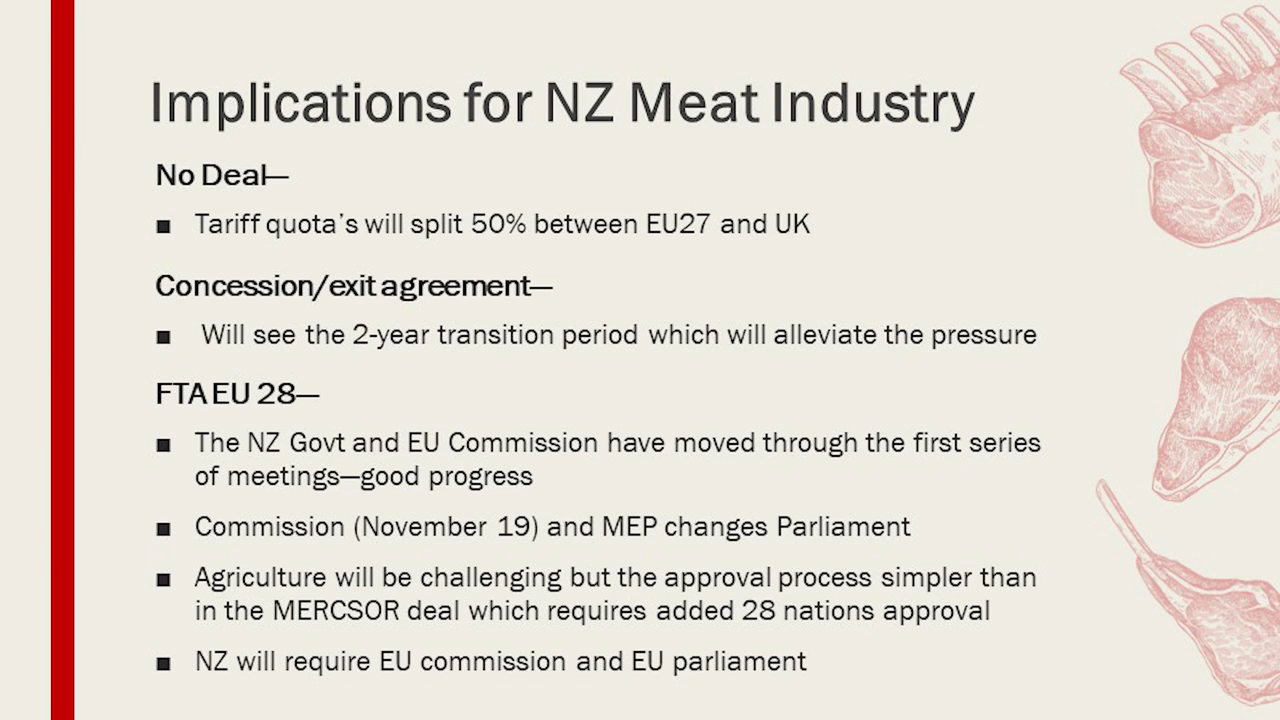 Implications for NZ Meat Industry
No Deal—
■ Tariff quota's will split 50% between EU27 and UK
Concession/exit agreement—
■ Will see the 2-year transition period which will alleviate the pressure
FTA EU 28—
■ The NZ Govt and EU Commission have moved through the first series
of meetings—good progress
■ Commission (November 19) and MEP changes Parliament
■ Agriculture will be challenging but the approval process simpler than
in the MERCSOR deal which requires added 28 nations approval
■ NZ will require EU commission and EU parliament